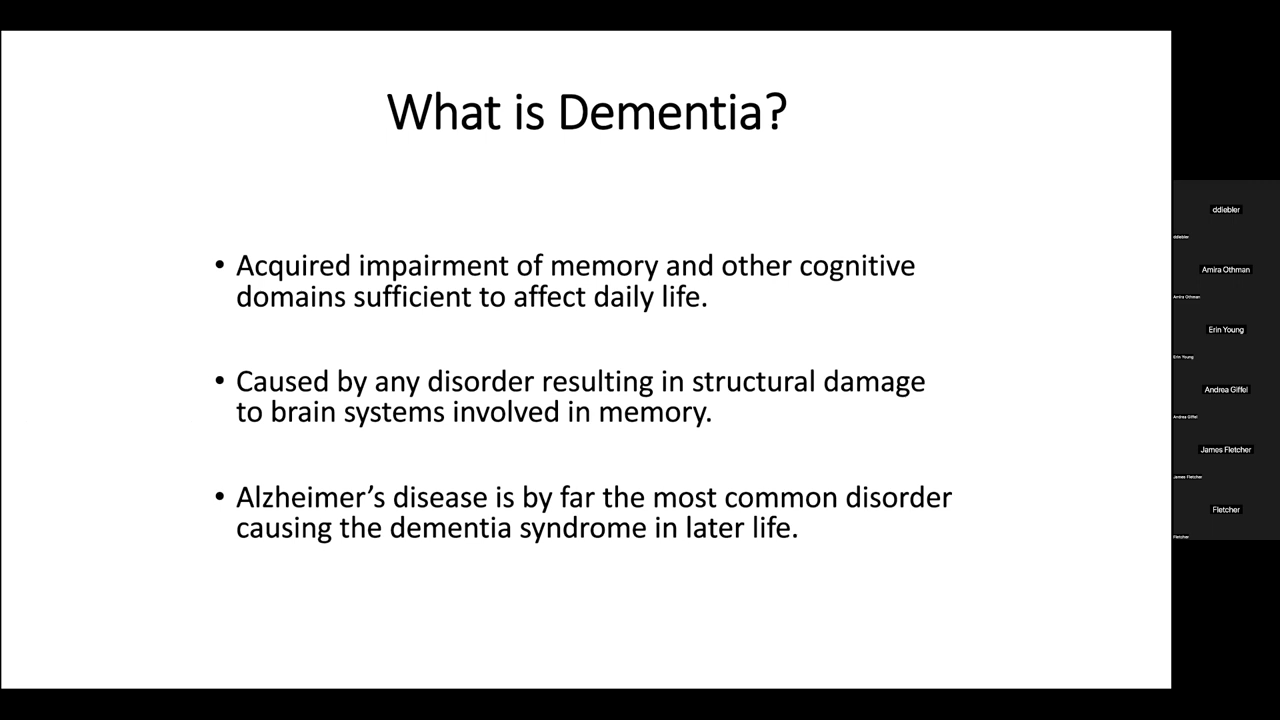 What is Dementia?
• Acquired impairment of memory and other cognitive
domains sufficient to affect daily life.
• Caused by any disorder resulting in structural damage
to brain systems involved in memory.
• Alzheimer’s disease is by far the most common disorder
causing the dementia syndrome in later life.
ddiebler
ddiebler
Amira Othman
Amira Othman
Erin Young
Erin Young
Andrea Giffel
Andrea Giffel
James Fletcher
James Fletcher
Fletcher
Fletcher